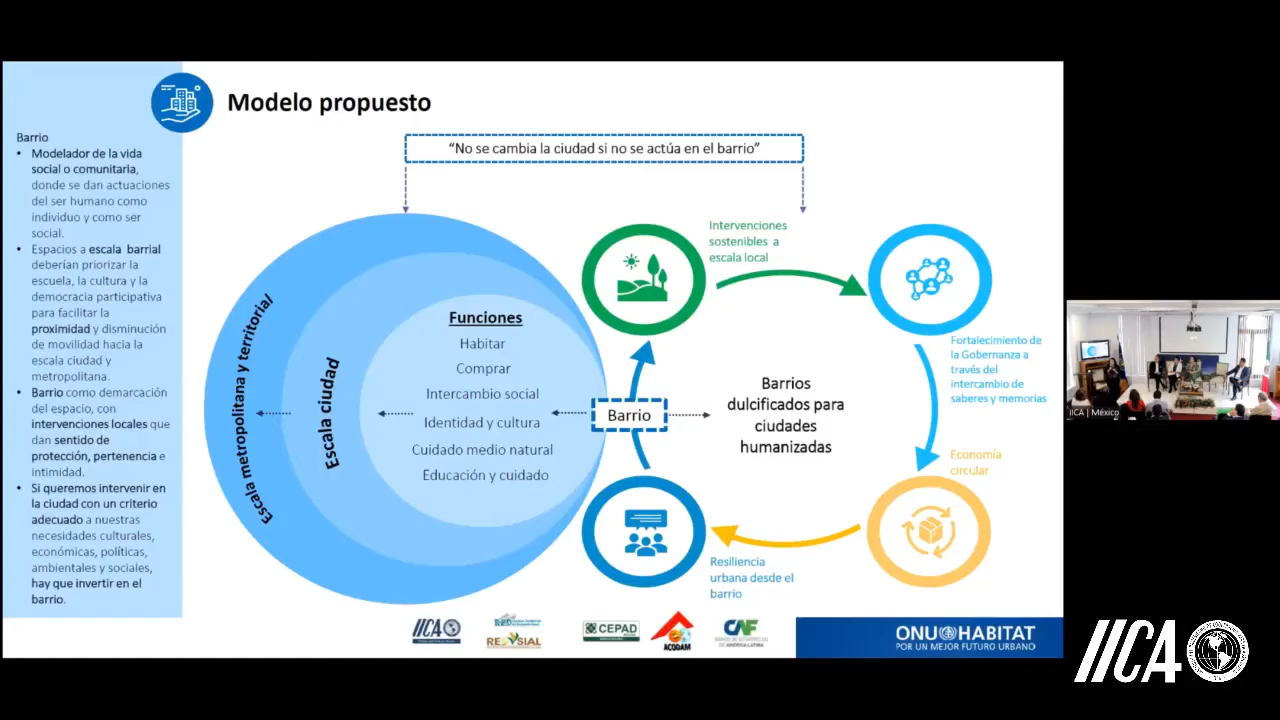 Modelo propuesto
Barrio
• Modelador de la vida
social o comunitaria,
donde se dan actuaciones
del ser humano como
individuo y como ser
social.
• Espacios a escala barrial
deberían priorizar la
escuela, la cultura y la
democracia participativa
para facilitar la
proximidad y disminución
de movilidad hacia la
escala ciudad y
metropolitana.
• Barrio como demarcación
del espacio, con
intervenciones locales que
dan sentido de
protección, pertenencia e
intimidad.
• Si queremos intervenir en
la ciudad con un criterio
adecuado a nuestras
necesidades culturales,
económicas, políticas,
ambientales y sociales,
hay que invertir en el
barrio.
“No se cambia la ciudad si no se actúa en el barrio”
Escala metropolitana y territorial
Escala ciudad
Funciones
Habitar
Comprar
Intercambio social
Identidad y cultura
Cuidado medio natural
Educación y cuidado
Barrio
Barrios
dulcificados para
ciudades
humanizadas
Intervenciones
sostenibles a
escala local
Fortalecimiento de
la Gobernanza a
través del
intercambio de
saberes y memorias
Economía
circular
Resiliencia
urbana desde el
barrio
IICA
CEPAD
ACODAM
CAF
BANCO DE DESARROLLO
DE AMÉRICA LATINA
ONU HABITAT
POR UN MEJOR FUTURO URBANO
IICA | México
IICA